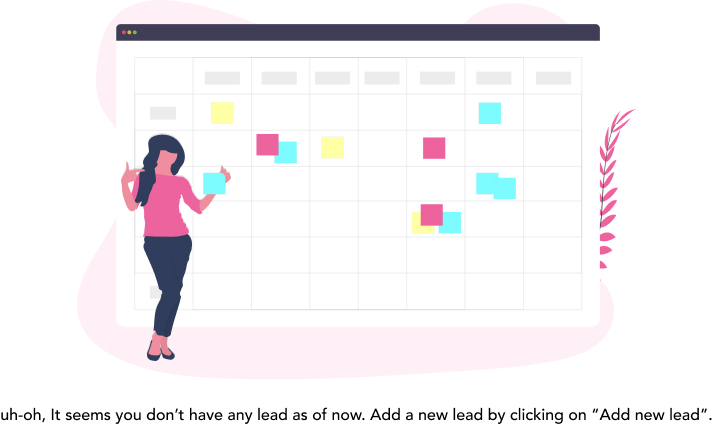 uh-oh, It seems you don’t have any lead as of now. Add a new lead by clicking on “Add new lead”.